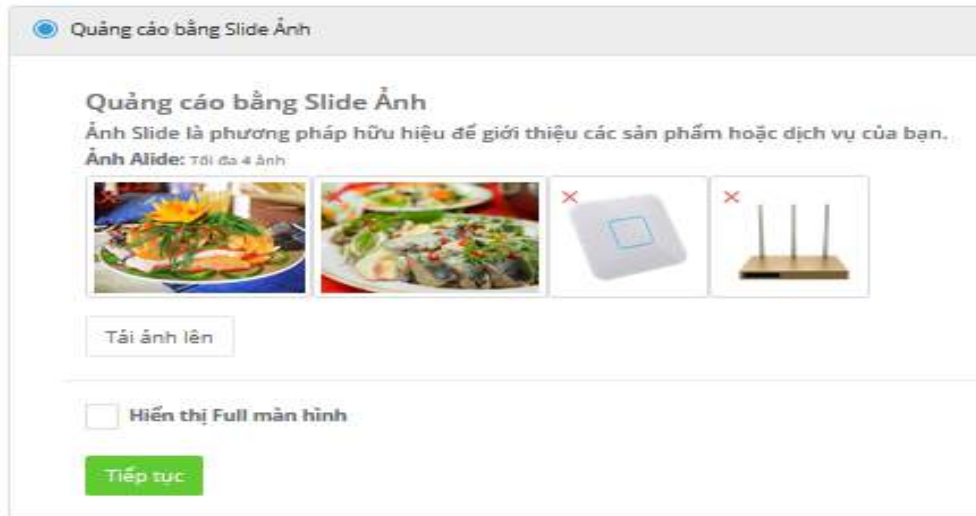 Quảng cáo bằng Slide Ảnh
Quảng cáo bằng Slide Ảnh
Ảnh Slide là phương pháp hữu hiệu để giới thiệu các sản phẩm hoặc dịch vụ của bạn.
Ảnh Alide: Tối đa 4 ảnh
Tải ảnh lên
Hiển thị Full màn hình
Tiếp tục